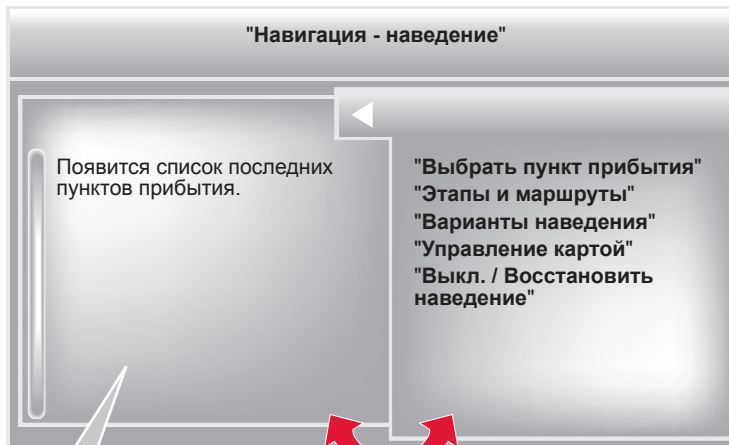 "Навигация - наведение"
Появится список последних
пунктов прибытия.
"Выбрать пункт прибытия"
"Этапы и маршруты"
"Варианты наведения"
"Управление картой"
"Выкл. / Восстановить
наведение"